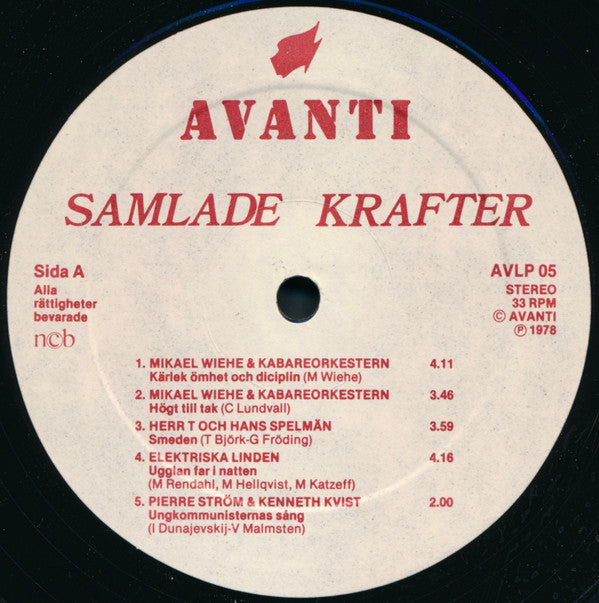 AVANTI
SAMLADE KRAFTER
Sida A
Alla
rättigheter
bevarade
ncb
AVLP 05
STEREO
33 RPM
© AVANTI
℗ 1978
1. MIKAEL WIEHE & KABAREORKESTERN 4.11
Kärlek ömhet och diciplin (M Wiehe)
2. MIKAEL WIEHE & KABAREORKESTERN 3.46
Högt till tak (C Lundvall)
3. HERR T OCH HANS SPELMÄN 3.59
Smeden (T Björk-G Fröding)
4. ELEKTRISKA LINDEN 4.16
Ugglan far i natten
(M Rendahl, M Hellqvist, M Katzeff)
5. PIERRE STRÖM & KENNETH KVIST 2.00
Ungkommunisternas sång
(I Dunajevskij-V Malmsten)